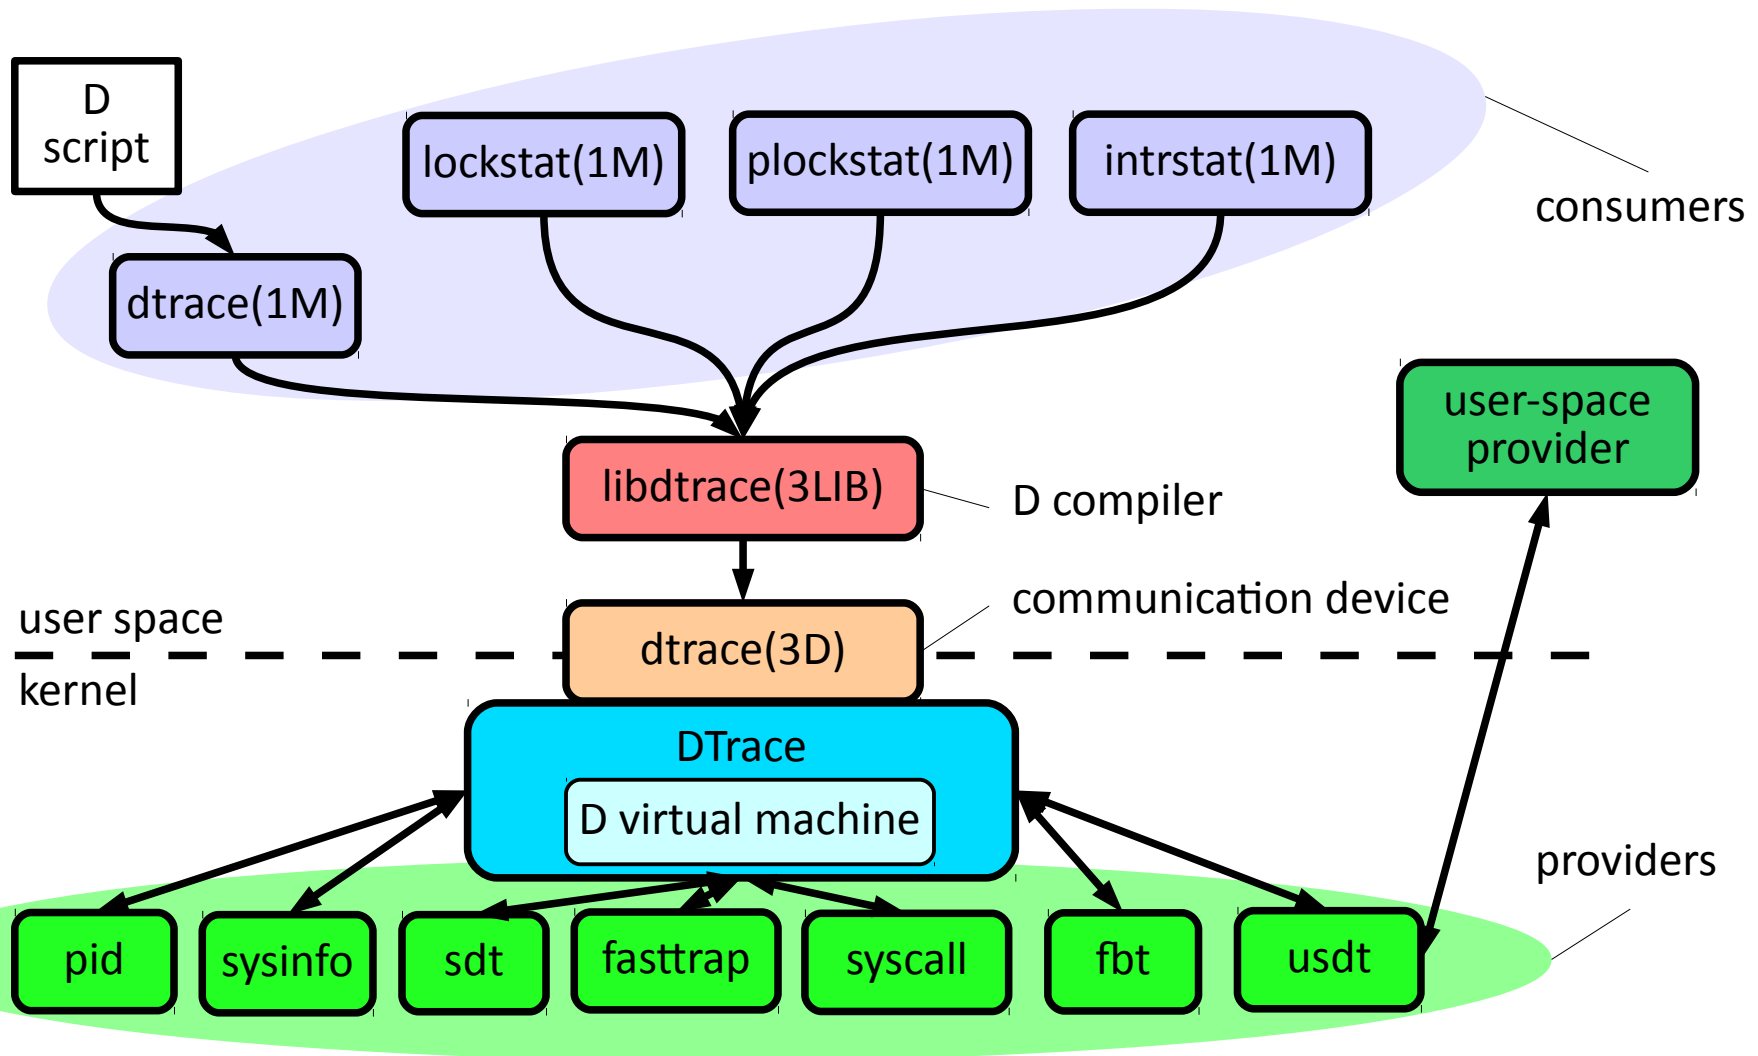 D
script
lockstat(1M)
plockstat(1M)
intrstat(1M)
consumers
dtrace(1M)
user-space
provider
libdtrace(3LIB)
D compiler
communication device
user space
dtrace(3D)
kernel
DTrace
D virtual machine
providers
pid
sysinfo
sdt
fasttrap
syscall
fbt
usdt